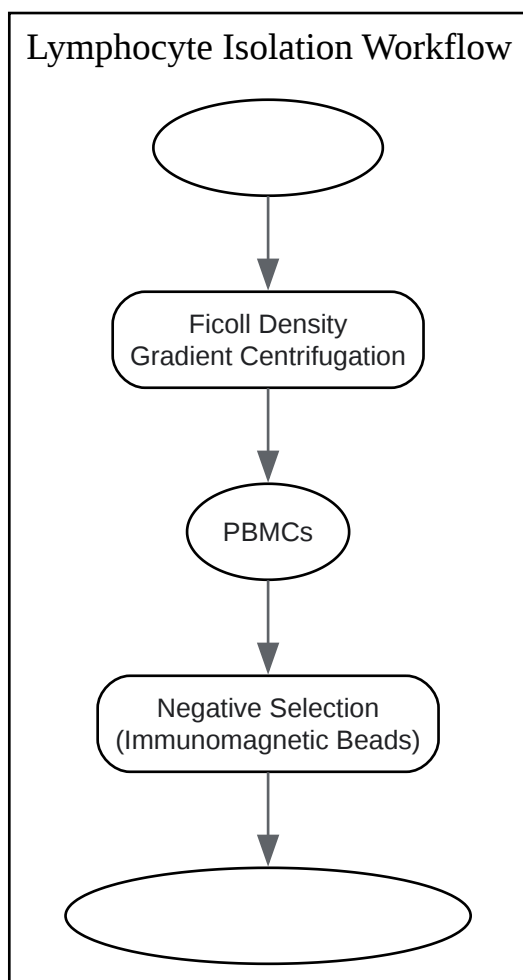 Lymphocyte Isolation Workflow
Ficoll Density
Gradient Centrifugation
PBMCs
Negative Selection
(Immunomagnetic Beads)